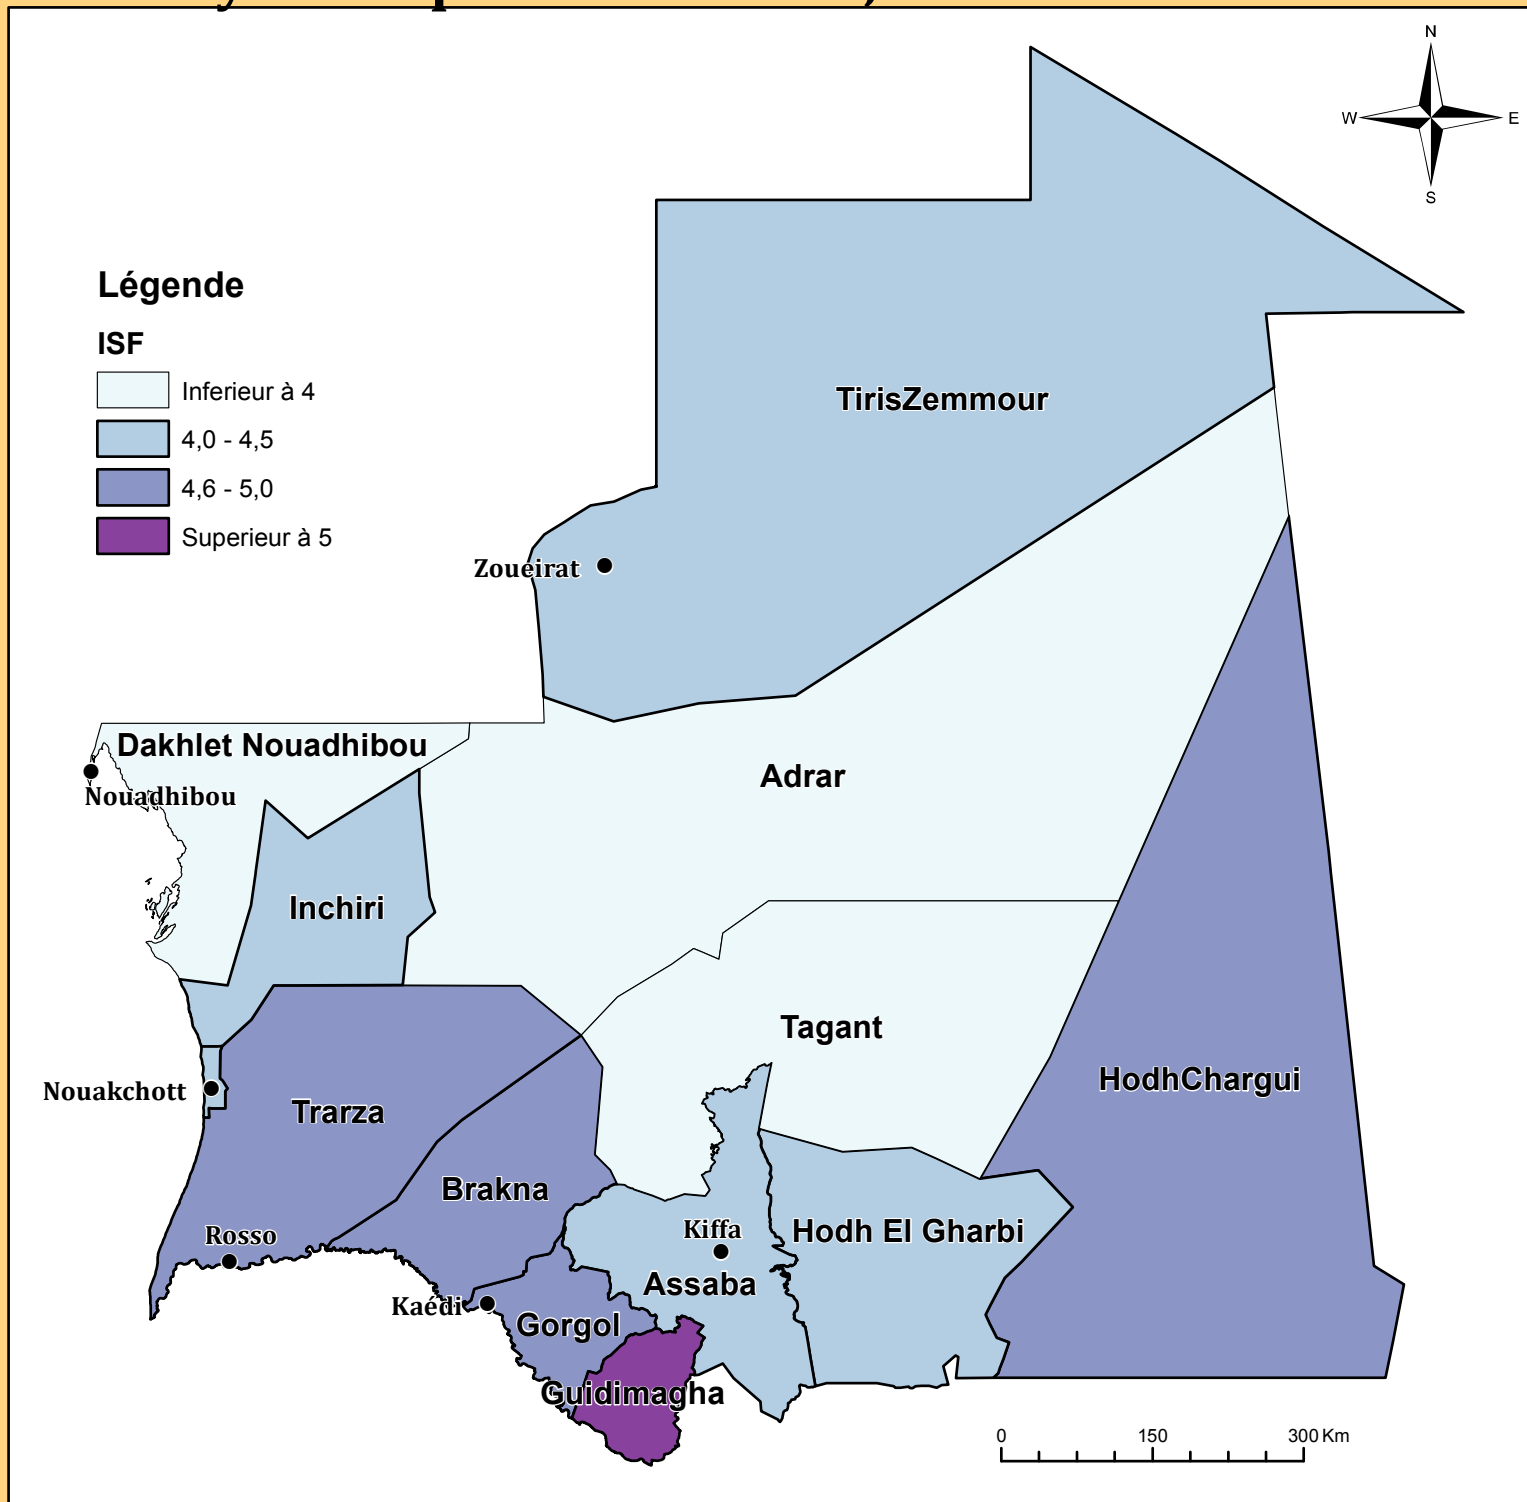 N
W E
S
Légende
ISF
Inferieur à 4
4,0 - 4,5
4,6 - 5,0
Superieur à 5
TirisZemmour
Zoueirat
Dakhlet Nouadhibou
Nouadhibou
Adrar
Inchiri
Tagant
HodhChargui
Nouakchott
Trarza
Brakna
Rosso
Kiffa
Hodh El Gharbi
Assaba
Kaédi
Gorgol
Guidimagha
0 150 300 Km